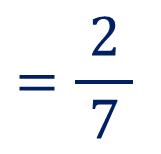 = 2/7